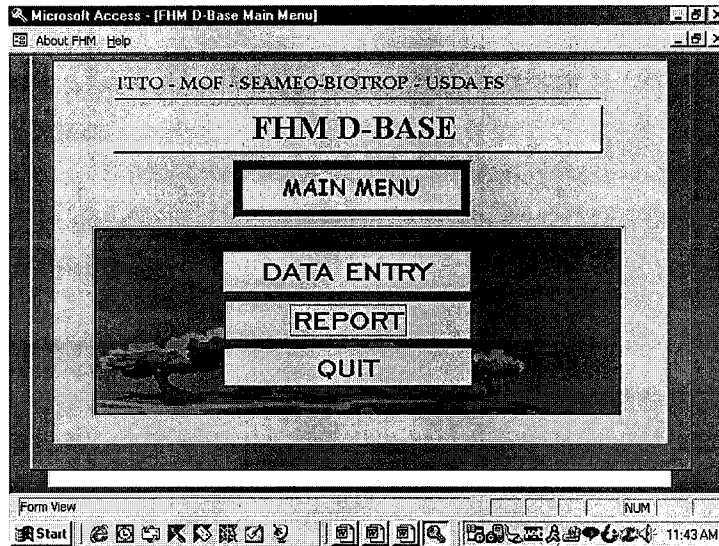 Microsoft Access - [FHM D-Base Main Menu]
About FHM Help
ITTO - MOF - SEAMEO-BIOTROP - USDA FS
FHM D-BASE
MAIN MENU
DATA ENTRY
REPORT
QUIT
Form View NUM
Start 11:43 AM